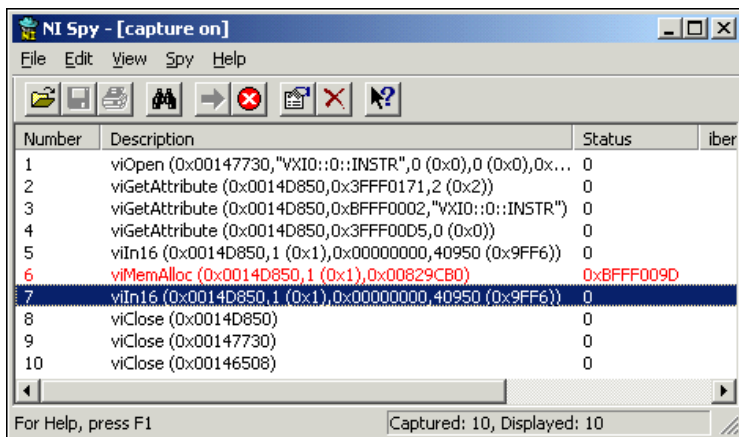 NI Spy - [capture on]
File Edit View Spy Help
Number Description Status iber
1 viOpen (0x00147730,"VXI0::0::INSTR",0 (0x0),0 (0x0),0x... 0
2 viGetAttribute (0x0014D850,0x3FFF0171,2 (0x2)) 0
3 viGetAttribute (0x0014D850,0xBFFF0002,"VXI0::0::INSTR") 0
4 viGetAttribute (0x0014D850,0x3FFF00D5,0 (0x0)) 0
5 viIn16 (0x0014D850,1 (0x1),0x00000000,40950 (0x9FF6)) 0
6 viMemAlloc (0x0014D850,1 (0x1),0x00829CB0) 0xBFFF009D
7 viIn16 (0x0014D850,1 (0x1),0x00000000,40950 (0x9FF6)) 0
8 viClose (0x0014D850) 0
9 viClose (0x00147730) 0
10 viClose (0x00146508) 0
For Help, press F1 Captured: 10, Displayed: 10